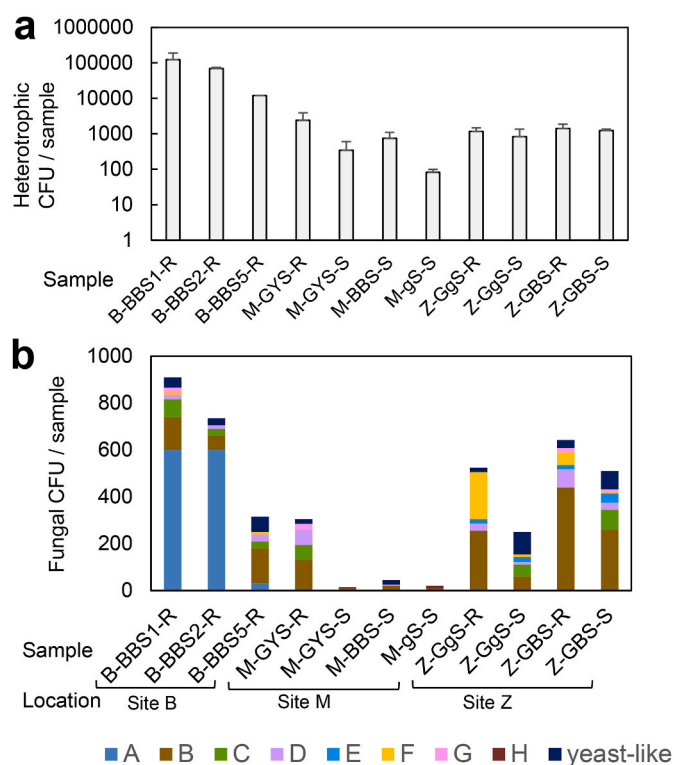 a
Heterotrophic
CFU / sample
1000000
100000
10000
1000
100
10
1
Sample
B-BBS1-R
B-BBS2-R
B-BBS5-R
M-GYS-R
M-GYS-S
M-BBS-S
M-gS-S
Z-GgS-R
Z-GgS-S
Z-GBS-R
Z-GBS-S
b
Fungal CFU / sample
1000
800
600
400
200
0
Sample
B-BBS1-R
B-BBS2-R
B-BBS5-R
M-GYS-R
M-GYS-S
M-BBS-S
M-gS-S
Z-GgS-R
Z-GgS-S
Z-GBS-R
Z-GBS-S
Location
Site B
Site M
Site Z
A B C D E F G H yeast-like